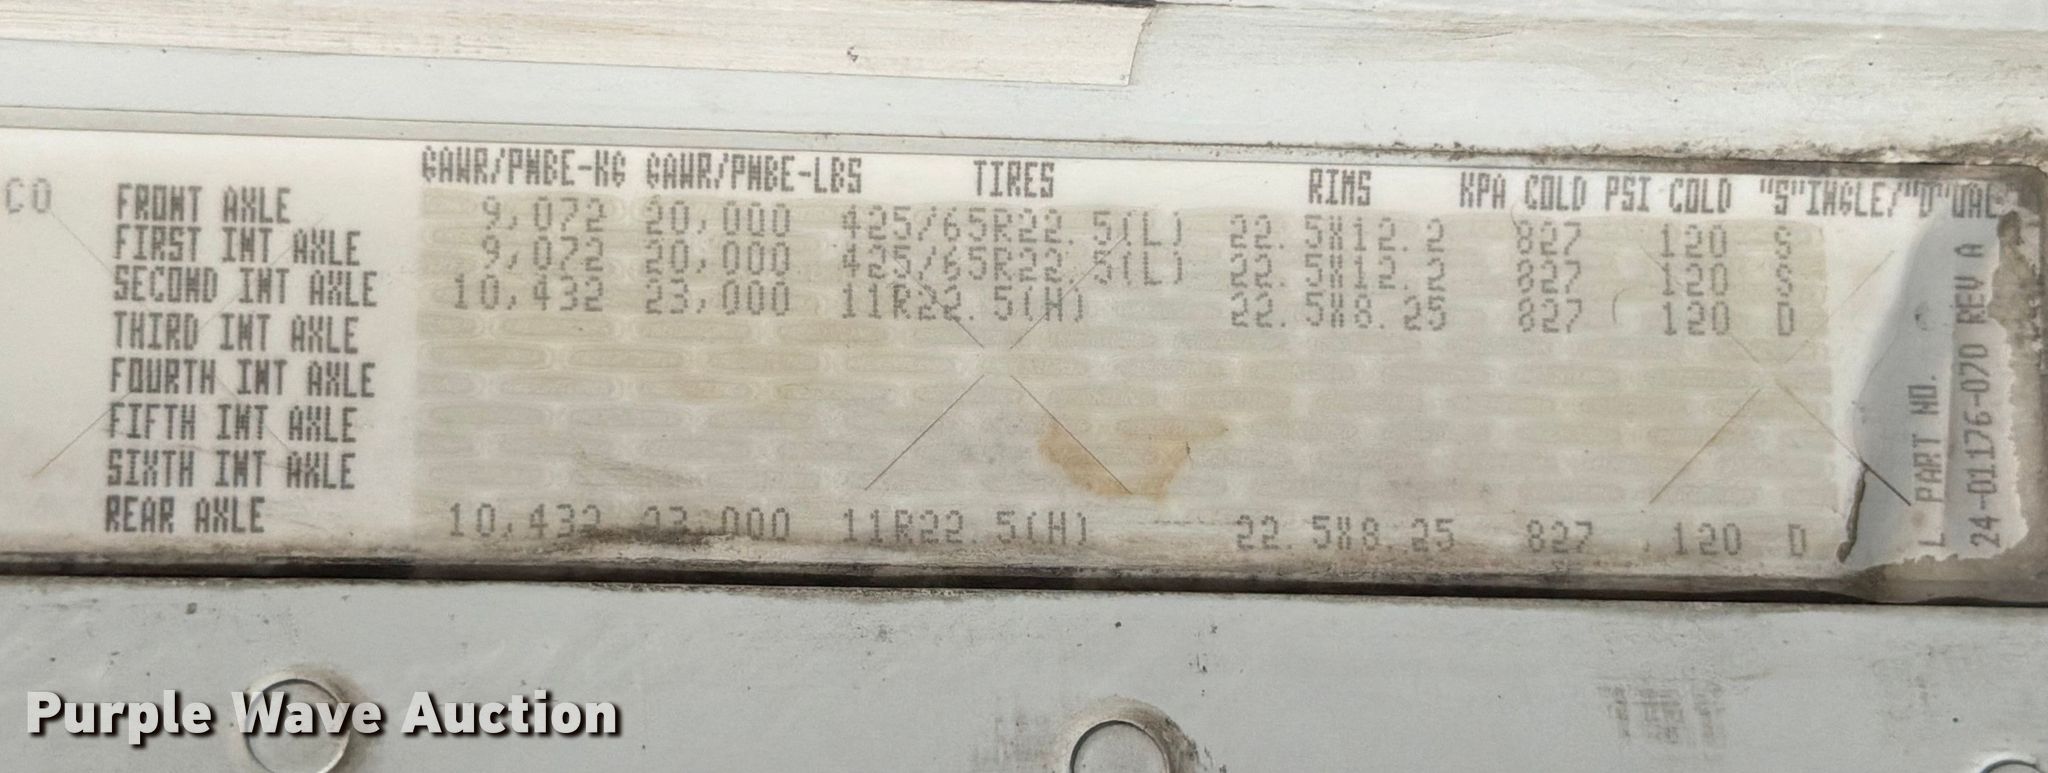 GAWR/PNBE-KG GAWR/PNBE-LBS TIRES RIMS KPA COLD PSI COLD "S"INGLE/"D"UAL
CO
FRONT AXLE 9,072 20,000 425/65R22.5(L) 22.5X12.2 827 120 S
FIRST INT AXLE 9,072 20,000 425/65R22.5(L) 22.5X12.2 827 120 S
SECOND INT AXLE 10,432 23,000 11R22.5(H) 22.5X8.25 827 120 D
THIRD INT AXLE
FOURTH INT AXLE
FIFTH INT AXLE
SIXTH INT AXLE
REAR AXLE 10,432 23,000 11R22.5(H) 22.5X8.25 827 120 D
PART NO.
24-01176-070 REV A
Purple Wave Auction